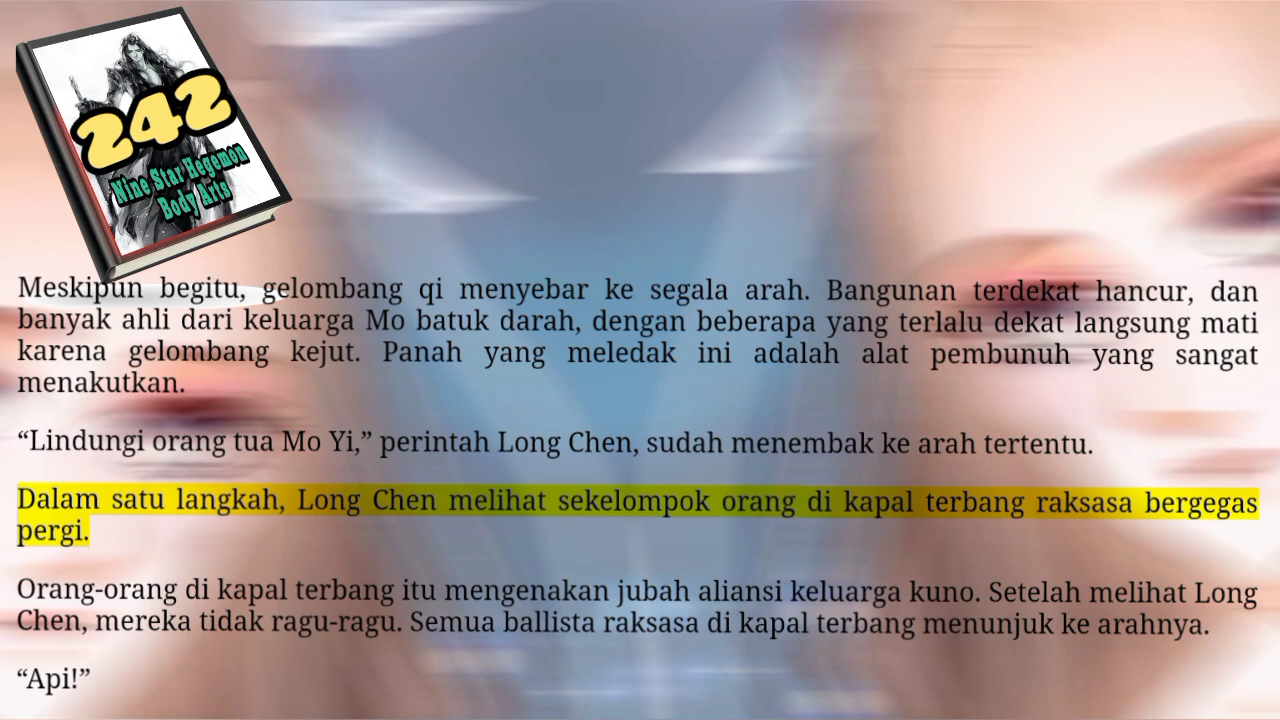 242
Nine Star Hegemon
Body Arts
Meskipun begitu, gelombang qi menyebar ke segala arah. Bangunan terdekat hancur, dan
banyak ahli dari keluarga Mo batuk darah, dengan beberapa yang terlalu dekat langsung mati
karena gelombang kejut. Panah yang meledak ini adalah alat pembunuh yang sangat
menakutkan.
“Lindungi orang tua Mo Yi,” perintah Long Chen, sudah menembak ke arah tertentu.
Dalam satu langkah, Long Chen melihat sekelompok orang di kapal terbang raksasa bergegas
pergi.
Orang-orang di kapal terbang itu mengenakan jubah aliansi keluarga kuno. Setelah melihat Long
Chen, mereka tidak ragu-ragu. Semua ballista raksasa di kapal terbang menunjuk ke arahnya.
“Api!”